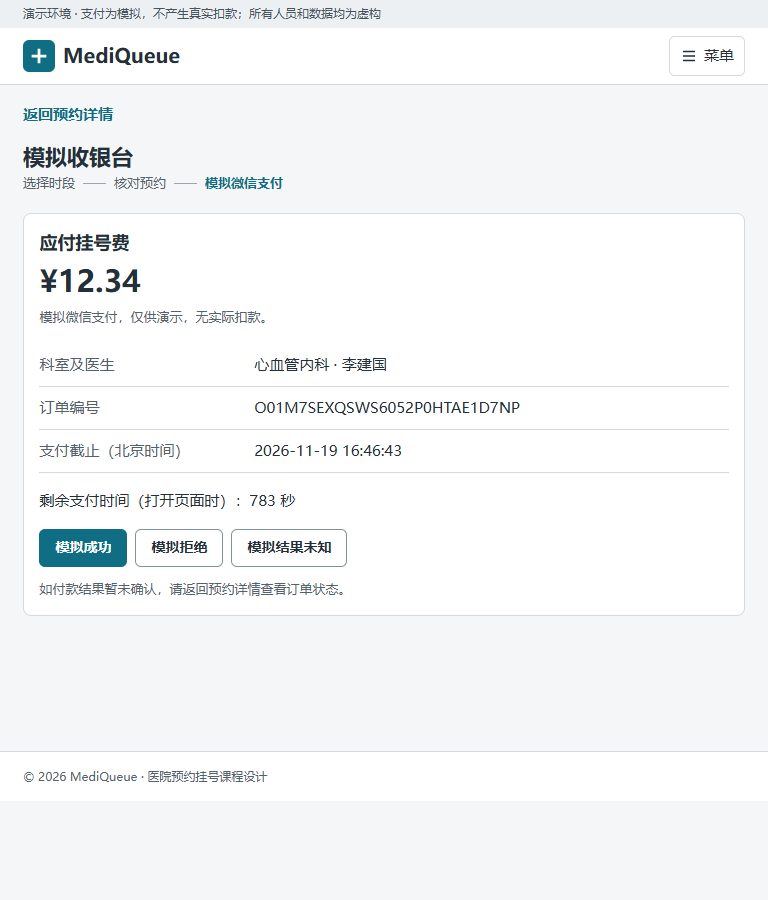 演示环境 · 支付为模拟，不产生真实扣款；所有人员和数据均为虚构
MediQueue
菜单
返回预约详情
模拟收银台
选择时段 —— 核对预约 —— 模拟微信支付
应付挂号费
¥12.34
模拟微信支付，仅供演示，无实际扣款。
科室及医生 心血管内科 · 李建国
订单编号 O01M7SEXQSWS6052P0HTAE1D7NP
支付截止（北京时间） 2026-11-19 16:46:43
剩余支付时间（打开页面时）：783 秒
模拟成功 模拟拒绝 模拟结果未知
如付款结果暂未确认，请返回预约详情查看订单状态。
© 2026 MediQueue · 医院预约挂号课程设计